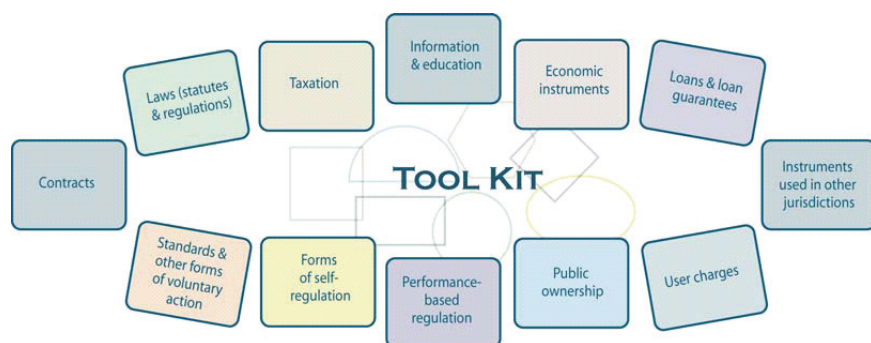 Information
& education
Taxation
Economic
instruments
Laws (statutes
& regulations)
Loans & loan
guarantees
Contracts
TOOL KIT
Instruments
used in other
jurisdictions
Standards &
other forms
of voluntary
action
Forms
of self-
regulation
Performance-
based
regulation
Public
ownership
User charges